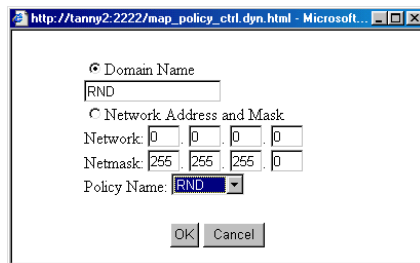 http://tanny2:2222/map_policy_ctrl.dyn.html - Microsoft...
Domain Name
RND
Network Address and Mask
Network: 0 . 0 . 0 . 0
Netmask: 255 . 255 . 255 . 0
Policy Name: RND
OK Cancel